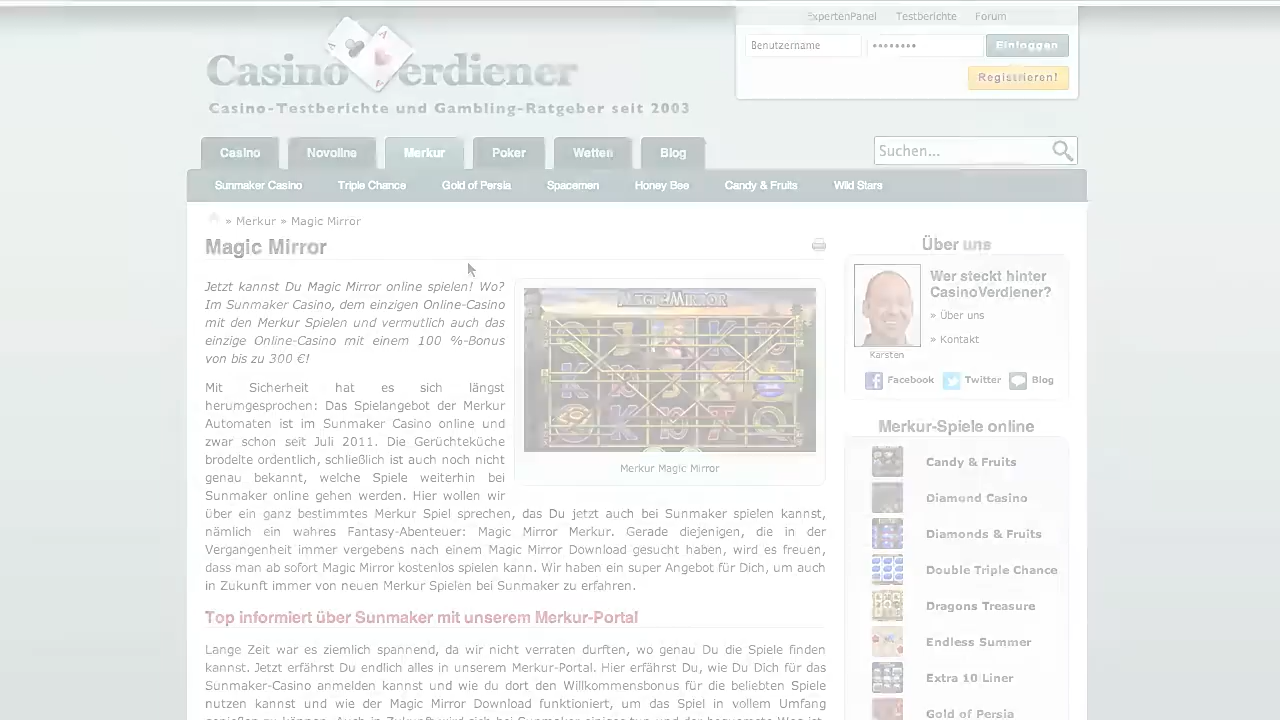 ExpertenPanel Testberichte Forum
Benutzername
Einloggen
Registrieren!
Casino Verdiener
Casino-Testberichte und Gambling-Ratgeber seit 2003
Casino Novoline Merkur Poker Wetten Blog
Suchen...
Sunmaker Casino Triple Chance Gold of Persia Spacemen Honey Bee Candy & Fruits Wild Stars
» Merkur » Magic Mirror
Magic Mirror
Jetzt kannst Du Magic Mirror online spielen! Wo?
Im Sunmaker Casino, dem einzigen Online-Casino
mit den Merkur Spielen und vermutlich auch das
einzige Online-Casino mit einem 100 %-Bonus
von bis zu 300 €!
MAGIC MIRROR
Merkur Magic Mirror
Mit Sicherheit hat es sich längst
herumgesprochen: Das Spielangebot der Merkur
Automaten ist im Sunmaker Casino online und
zwar schon seit Juli 2011. Die Gerüchteküche
brodelte ordentlich, schließlich ist auch noch nicht
genau bekannt, welche Spiele weiterhin bei
Sunmaker online gehen werden. Hier wollen wir
über ein ganz bestimmtes Merkur Spiel sprechen, das Du jetzt auch bei Sunmaker spielen kannst,
nämlich ein wahres Fantasy-Abenteuer: Magic Mirror Merkur. Gerade diejenigen, die in der
Vergangenheit immer vergebens nach einem Magic Mirror Download gesucht haben, wird es freuen,
dass man ab sofort Magic Mirror kostenlos spielen kann. Wir haben ein super Angebot für Dich, um auch
in Zukunft immer von neuen Merkur Spielen bei Sunmaker zu erfahren.
Top informiert über Sunmaker mit unserem Merkur-Portal
Lange Zeit war es ziemlich spannend, da wir nicht verraten durften, wo genau Du die Spiele finden
kannst. Jetzt erfährst Du endlich alles in unserem Merkur-Portal. Hier erfährst Du, wie Du Dich für das
Sunmaker-Casino anmelden kannst und wie du dort den Willkommensbonus für die beliebten Spiele
nutzen kannst und wie der Magic Mirror Download funktioniert, um das Spiel in vollem Umfang
Über uns
Wer steckt hinter
CasinoVerdiener?
» Über uns
» Kontakt
Karsten
Facebook Twitter Blog
Merkur-Spiele online
Candy & Fruits
Diamond Casino
Diamonds & Fruits
Double Triple Chance
Dragons Treasure
Endless Summer
Extra 10 Liner
Gold of Persia